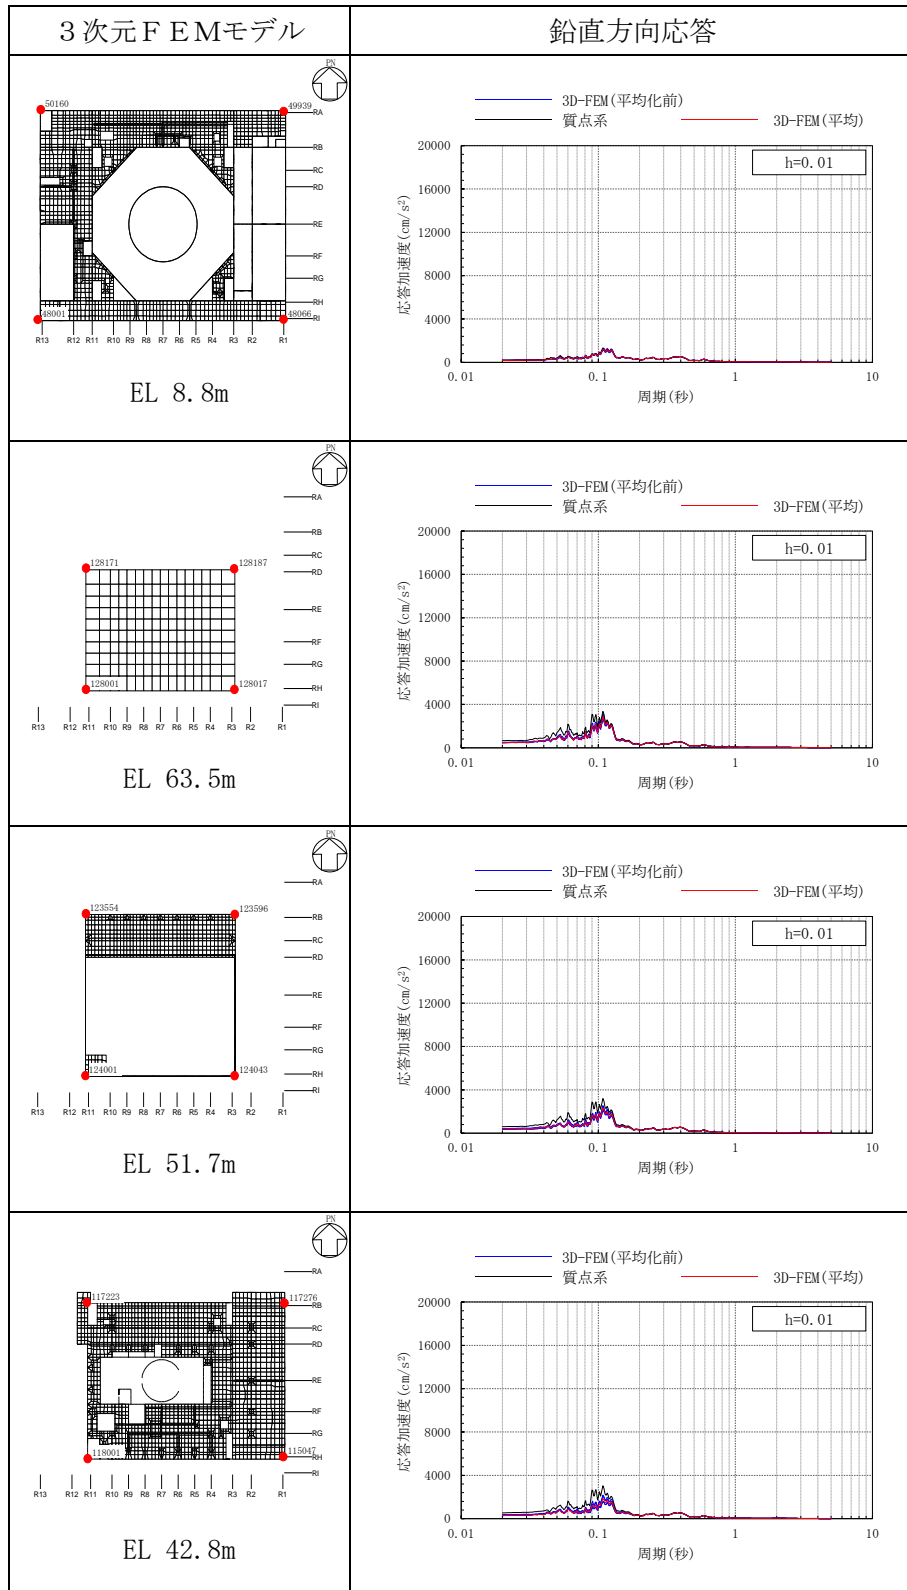 ３次元ＦＥＭモデル
鉛直方向応答
PN
50160
49939
RA
RB
RC
RD
RE
RF
RG
RH
RI
48001
48066
R13 R12 R11 R10 R9 R8 R7 R6 R5 R4 R3 R2 R1
EL 8.8m
3D-FEM(平均化前)
質点系
3D-FEM(平均)
h=0.01
応答加速度(cm/s²)
20000
16000
12000
8000
4000
0
0.01 0.1 1 10
周期(秒)
PN
RA
RB
RC
128171
128187
RD
RE
RF
RG
128001
128017
RH
RI
R13 R12 R11 R10 R9 R8 R7 R6 R5 R4 R3 R2 R1
EL 63.5m
3D-FEM(平均化前)
質点系
3D-FEM(平均)
h=0.01
応答加速度(cm/s²)
20000
16000
12000
8000
4000
0
0.01 0.1 1 10
周期(秒)
PN
RA
123554
123596
RB
RC
RD
RE
RF
RG
124001
124043
RH
RI
R13 R12 R11 R10 R9 R8 R7 R6 R5 R4 R3 R2 R1
EL 51.7m
3D-FEM(平均化前)
質点系
3D-FEM(平均)
h=0.01
応答加速度(cm/s²)
20000
16000
12000
8000
4000
0
0.01 0.1 1 10
周期(秒)
PN
RA
117223
117276
RB
RC
RD
RE
RF
RG
118001
115047
RH
RI
R13 R12 R11 R10 R9 R8 R7 R6 R5 R4 R3 R2 R1
EL 42.8m
3D-FEM(平均化前)
質点系
3D-FEM(平均)
h=0.01
応答加速度(cm/s²)
20000
16000
12000
8000
4000
0
0.01 0.1 1 10
周期(秒)